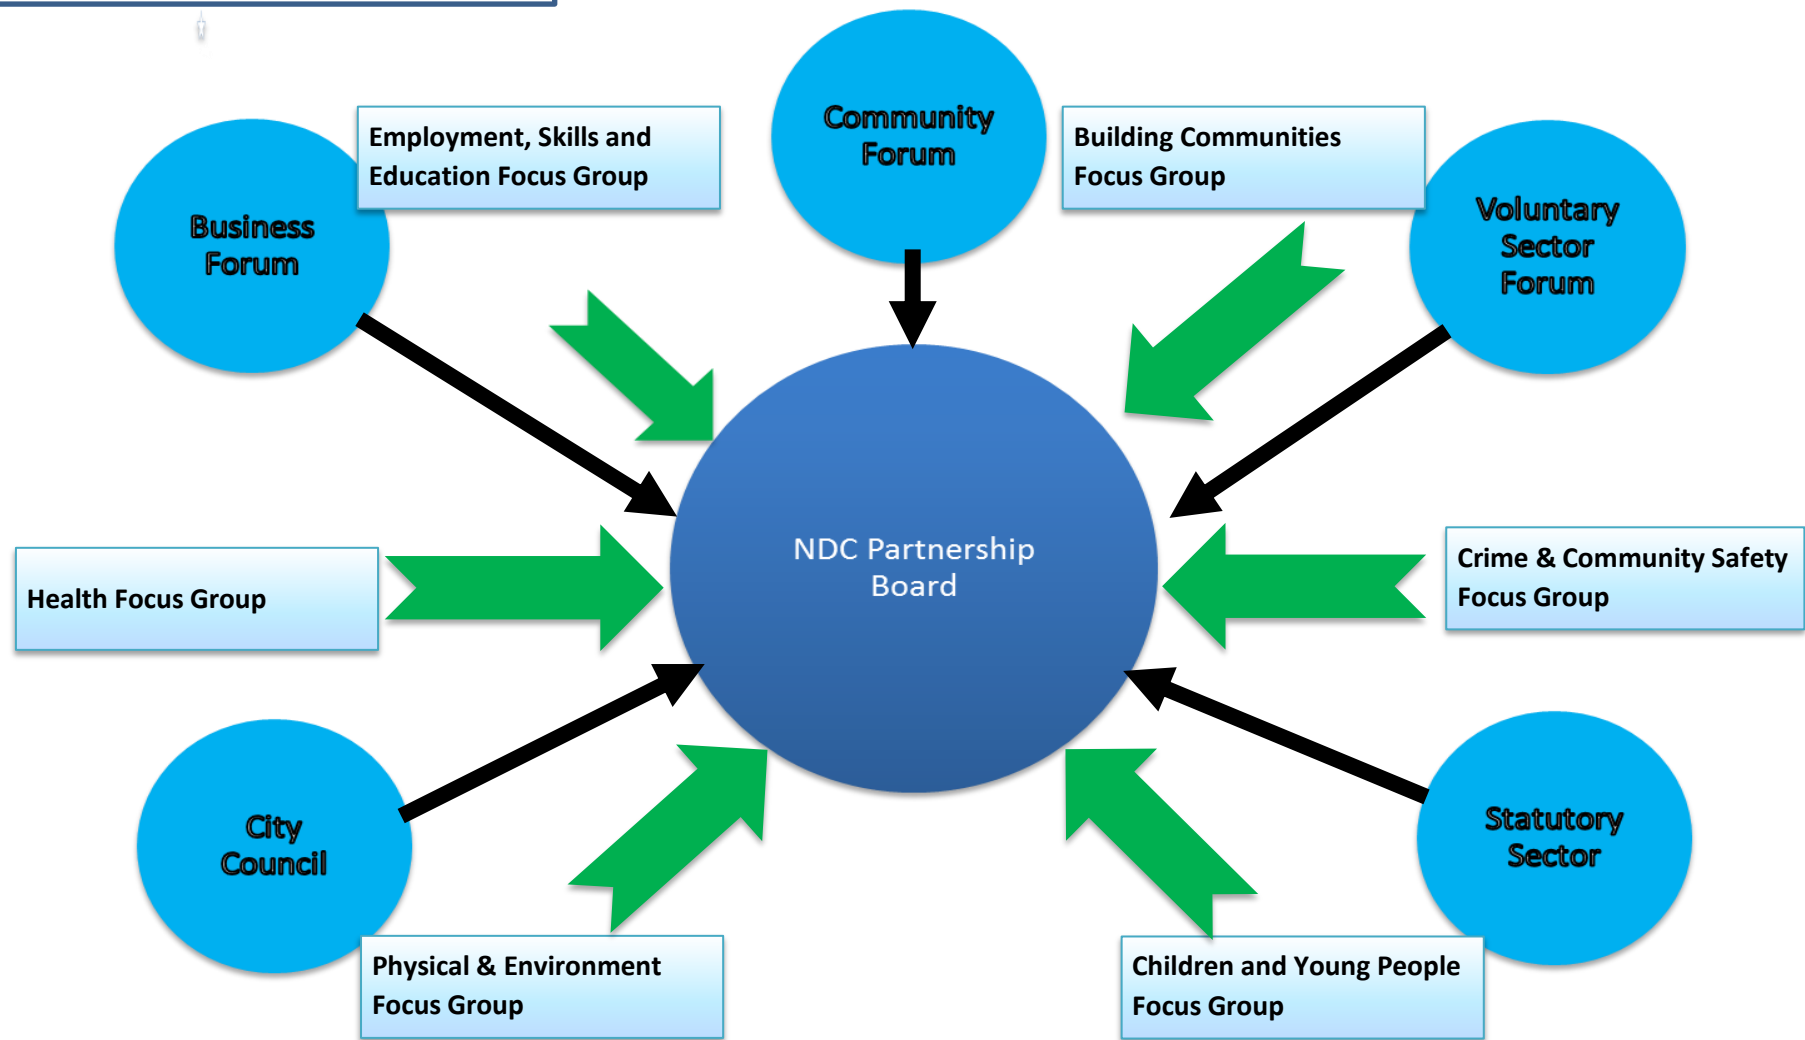 Community
Forum
Employment, Skills and
Education Focus Group
Building Communities
Focus Group
Business
Forum
Voluntary
Sector
Forum
NDC Partnership
Board
Health Focus Group
Crime & Community Safety
Focus Group
City
Council
Statutory
Sector
Physical & Environment
Focus Group
Children and Young People
Focus Group